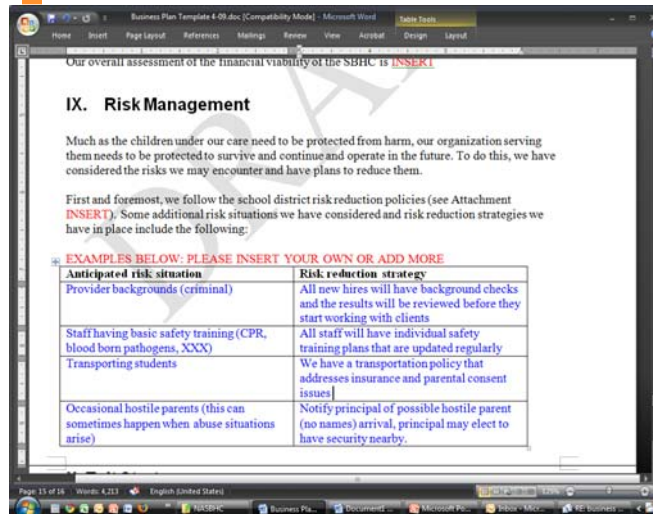 Business Plan Template 4-09.doc [Compatibility Mode] - Microsoft Word Table Tools
Home Insert Page Layout References Mailings Review View Acrobat Design Layout
Our overall assessment of the financial viability of the SBHC is INSERT
IX. Risk Management
Much as the children under our care need to be protected from harm, our organization serving
them needs to be protected to survive and continue and operate in the future. To do this, we have
considered the risks we may encounter and have plans to reduce them.
First and foremost, we follow the school district risk reduction policies (see Attachment
INSERT). Some additional risk situations we have considered and risk reduction strategies we
have in place include the following:
EXAMPLES BELOW: PLEASE INSERT YOUR OWN OR ADD MORE
Anticipated risk situation Risk reduction strategy
Provider backgrounds (criminal) All new hires will have background checks
and the results will be reviewed before they
start working with clients
Staff having basic safety training (CPR, All staff will have individual safety
blood born pathogens, XXX) training plans that are updated regularly
Transporting students We have a transportation policy that
addresses insurance and parental consent
issues
Occasional hostile parents (this can Notify principal of possible hostile parent
sometimes happen when abuse situations (no names) arrival, principal may elect to
arise) have security nearby.
DRAFT
Page: 15 of 16 Words: 4,213 English (United States)
NASBHC Business Pla... Document1 ... Microsoft Po... Inbox - Micr... RE: business ...